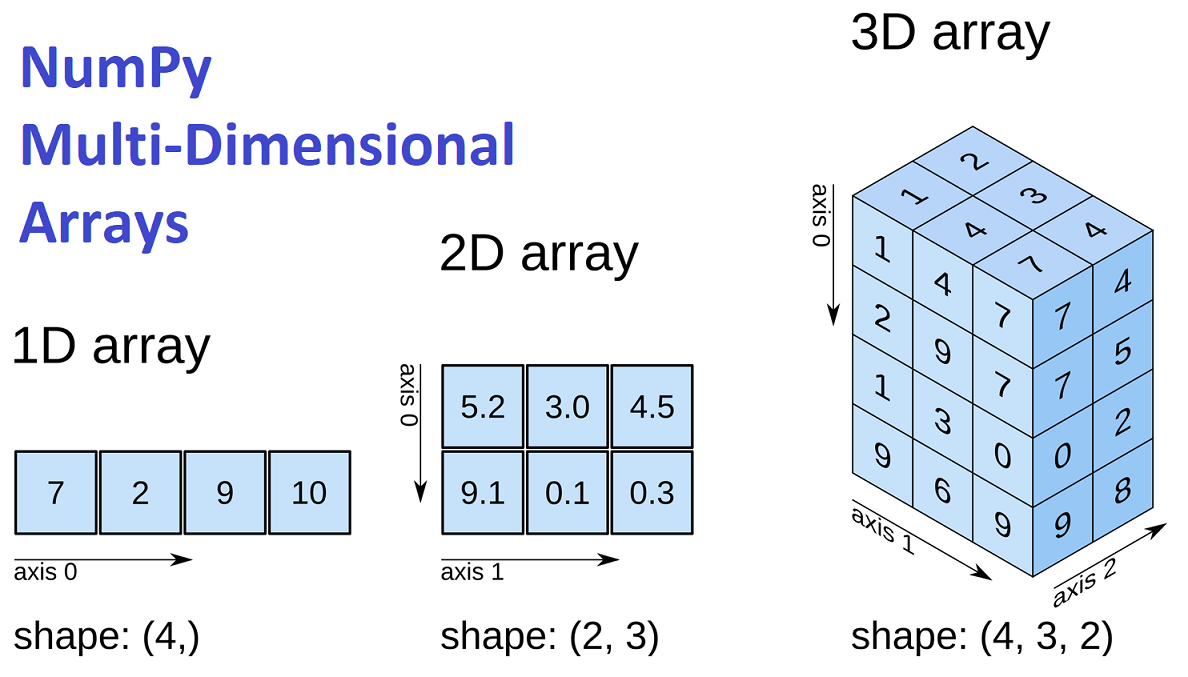 NumPy
Multi-Dimensional
Arrays
1D array
7 2 9 10
axis 0
shape: (4,)
2D array
axis 0
5.2 3.0 4.5
9.1 0.1 0.3
axis 1
shape: (2, 3)
3D array
axis 0
2
1 3
4 4
7
1 4 7 7 4
2 9 7 7 5
1 3 0 0 2
9 6 9 9 8
axis 1
axis 2
shape: (4, 3, 2)